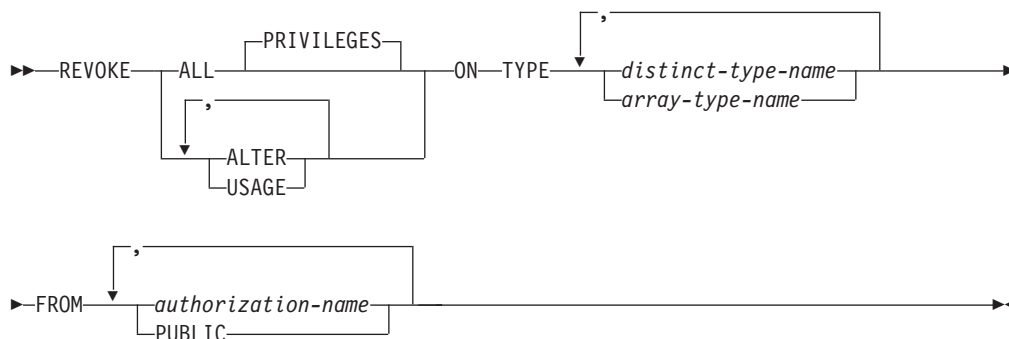 ,
PRIVILEGES
REVOKE ALL ON TYPE distinct-type-name
array-type-name
,
ALTER
USAGE
,
FROM authorization-name
PUBLIC